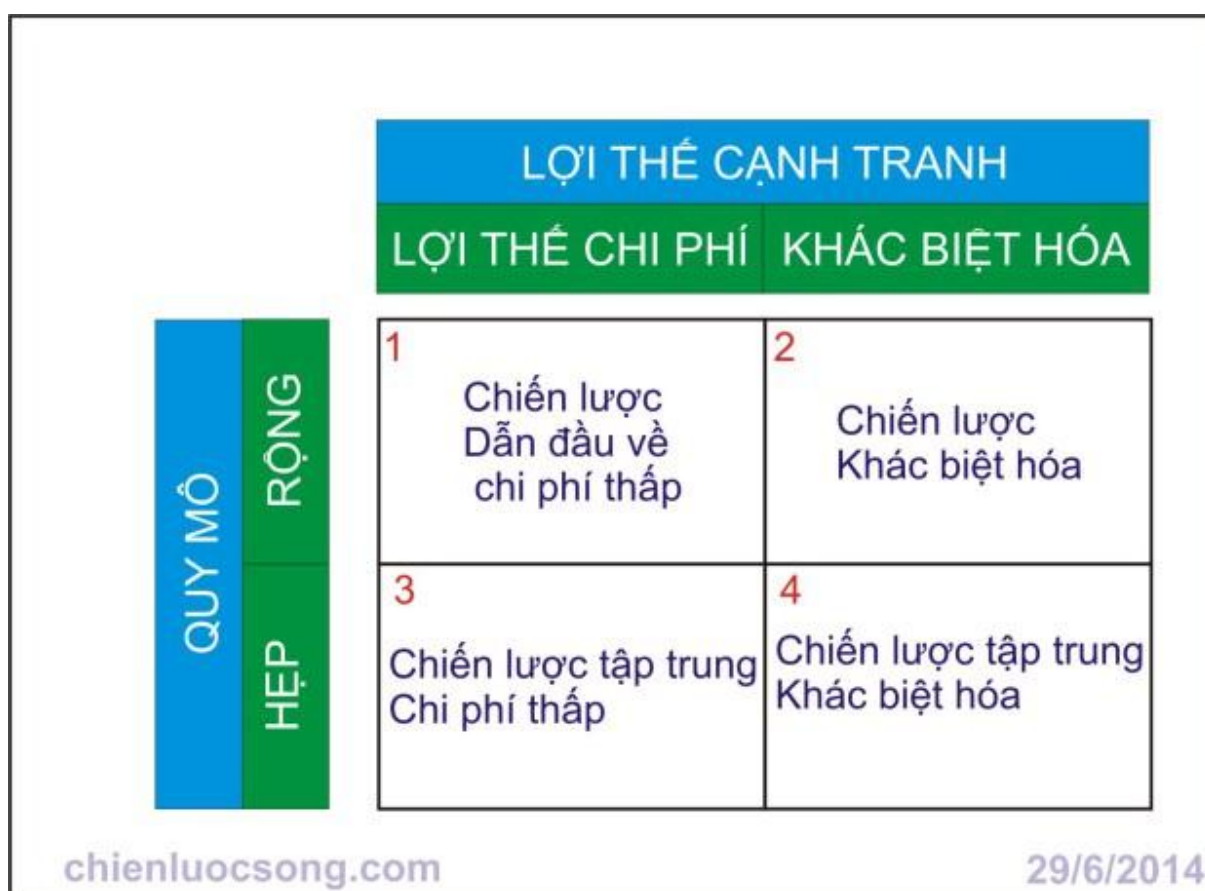 LỢI THẾ CẠNH TRANH
LỢI THẾ CHI PHÍ
KHÁC BIỆT HÓA
QUY MÔ
RỘNG
1
Chiến lược
Dẫn đầu về
chi phí thấp
2
Chiến lược
Khác biệt hóa
HẸP
3
Chiến lược tập trung
Chi phí thấp
4
Chiến lược tập trung
Khác biệt hóa
chienluocsong.com
29/6/2014